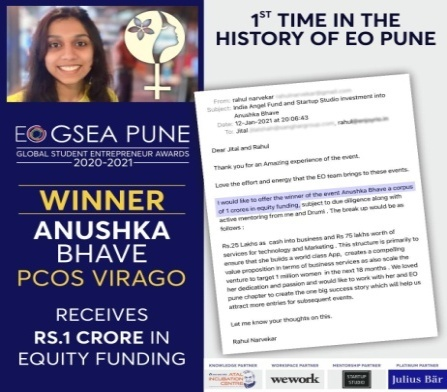 1ST TIME IN THE
HISTORY OF EO PUNE
EO GSEA PUNE
GLOBAL STUDENT ENTREPRENEUR AWARDS
2020-2021
WINNER
ANUSHKA
BHAVE
PCOS VIRAGO
RECEIVES
RS.1 CRORE IN
EQUITY FUNDING
From: rahul narvekar
Subject: India Angel Fund and Startup Studio investment into
Anushka Bhave
Date: 12-Jan-2021 at 20:06:43
To: Jital
Dear Jital and Rahul
Thank you for an Amazing experience of the event.
Love the effort and energy that the EO team brings to these events.
I would like to offer the winner of the event Anushka Bhave a corpus
of 1 crores in equity funding, subject to due diligence along with
active mentoring from me and Drumi . The break up would be as
follows :
Rs.25 Lakhs as cash into business and Rs 75 lakhs worth of
services for technology and Marketing . This structure is primarily to
ensure that she builds a world class App, creates a compelling
value proposition in terms of business services as also scale the
venture to target 1 million women in the next 18 months . We loved
her dedication and passion and would like to work with her and EO
pune chapter to create the one big success story which will help us
attract more entries for subsequent events.
Let me know your thoughts on this.
Rahul Narvekar
KNOWLEDGE PARTNER
WORKSPACE PARTNER
MENTORSHIP PARTNER
PLATINUM PARTNER
ATAL
INCUBATION
CENTRE
wework
STARTUP
STUDIO
Julius Bär